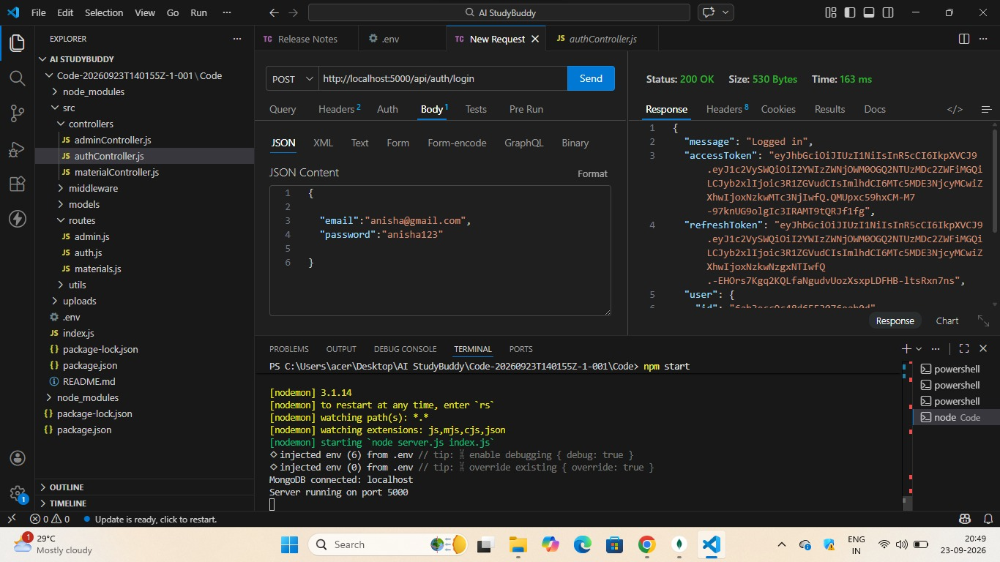 File Edit Selection View Go Run ··· AI StudyBuddy
EXPLORER ···
AI STUDYBUDDY
Code-20260923T140155Z-1-001 \ Code
node_modules
src
controllers
JS adminController.js
JS authController.js
JS materialController.js
middleware
models
routes
JS admin.js
JS auth.js
JS materials.js
utils
uploads
.env
JS index.js
{} package-lock.json
{} package.json
README.md
node_modules
{} package-lock.json
{} package.json
OUTLINE
TIMELINE
TC Release Notes .env TC New Request JS authController.js
POST http://localhost:5000/api/auth/login Send
Query Headers 2 Auth Body 1 Tests Pre Run
JSON XML Text Form Form-encode GraphQL Binary
JSON Content Format
1 {
2
3 "email":"anisha@gmail.com",
4 "password":"anisha123"
5
6 }
Status: 200 OK Size: 530 Bytes Time: 163 ms
Response Headers 8 Cookies Results Docs </>
1 {
2 "message": "Logged in",
3 "accessToken": "eyJhbGciOiJIUzI1NiIsInR5cCI6IkpXVCJ9
.eyJ1c2VySWQiOiI2YWIzZWNjOWM0OGQ2NTUzMDc2ZWFiMGQi
LCJyb2xlIjoic3R1ZGVudCIsImlhdCI6MTc5MDE3NjcyMCwiZ
XhwIjoxNzkwMTc3NjIwfQ.QMUpxc59hxCM-M7
-97knUG9olgIc3IRAMT9tQRJf1fg",
4 "refreshToken": "eyJhbGciOiJIUzI1NiIsInR5cCI6IkpXVCJ9
.eyJ1c2VySWQiOiI2YWIzZWNjOWM0OGQ2NTUzMDc2ZWFiMGQi
LCJyb2xlIjoic3R1ZGVudCIsImlhdCI6MTc5MDE3NjcyMCwiZ
XhwIjoxNzkwNzgxNTIwfQ
.-EHOrs7Kgq2KQLfaNgudvUozXsxpLDFHB-ltsRxn7ns",
5 "user": {
Response Chart
PROBLEMS OUTPUT DEBUG CONSOLE TERMINAL PORTS
PS C:\Users\acer\Desktop\AI StudyBuddy\Code-20260923T140155Z-1-001\Code> npm start
[nodemon] 3.1.14
[nodemon] to restart at any time, enter `rs`
[nodemon] watching path(s): *.*
[nodemon] watching extensions: js,mjs,cjs,json
[nodemon] starting `node server.js index.js`
◇ injected env (6) from .env // tip: enable debugging { debug: true }
◇ injected env (0) from .env // tip: override existing { override: true }
MongoDB connected: localhost
Server running on port 5000
powershell
powershell
powershell
node Code
1
0 0 Update is ready, click to restart.
1
29°C
Mostly cloudy
Search
ENG
IN
20:49
23-09-2026